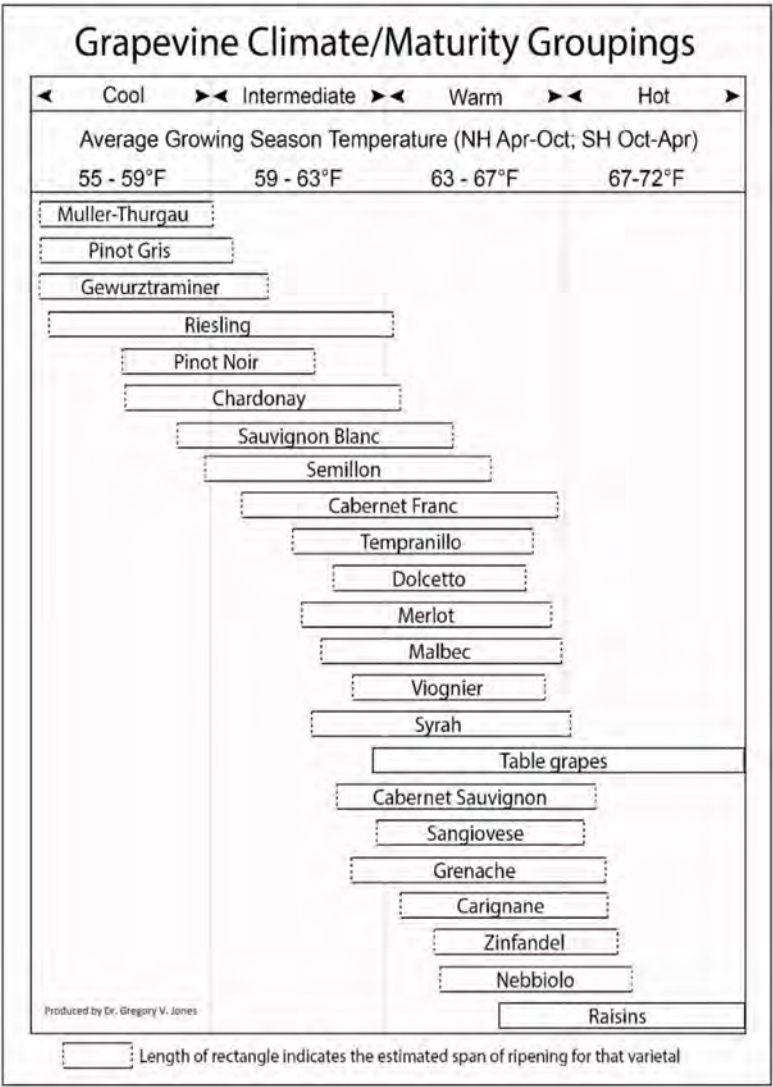 Grapevine Climate/Maturity Groupings
Cool Intermediate Warm Hot
Average Growing Season Temperature (NH Apr-Oct; SH Oct-Apr)
55 - 59°F 59 - 63°F 63 - 67°F 67-72°F
Muller-Thurgau
Pinot Gris
Gewurztraminer
Riesling
Pinot Noir
Chardonay
Sauvignon Blanc
Semillon
Cabernet Franc
Tempranillo
Dolcetto
Merlot
Malbec
Viognier
Syrah
Table grapes
Cabernet Sauvignon
Sangiovese
Grenache
Carignane
Zinfandel
Nebbiolo
Produced by Dr. Gregory V. Jones
Raisins
Length of rectangle indicates the estimated span of ripening for that varietal